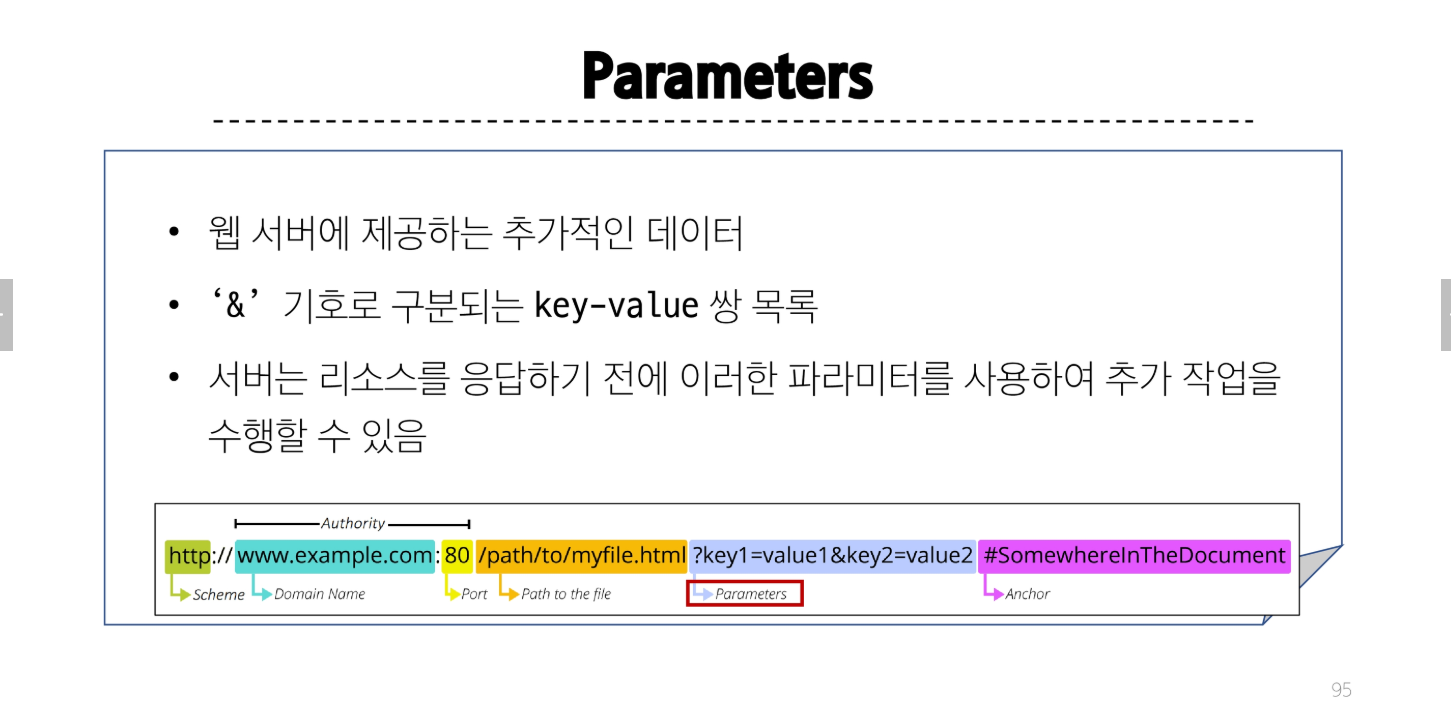 Parameters
• 웹 서버에 제공하는 추가적인 데이터
• ‘&’ 기호로 구분되는 key-value 쌍 목록
• 서버는 리소스를 응답하기 전에 이러한 파라미터를 사용하여 추가 작업을
수행할 수 있음
Authority
http://www.example.com:80/path/to/myfile.html?key1=value1&key2=value2#SomewhereInTheDocument
Scheme Domain Name Port Path to the file Parameters Anchor
95